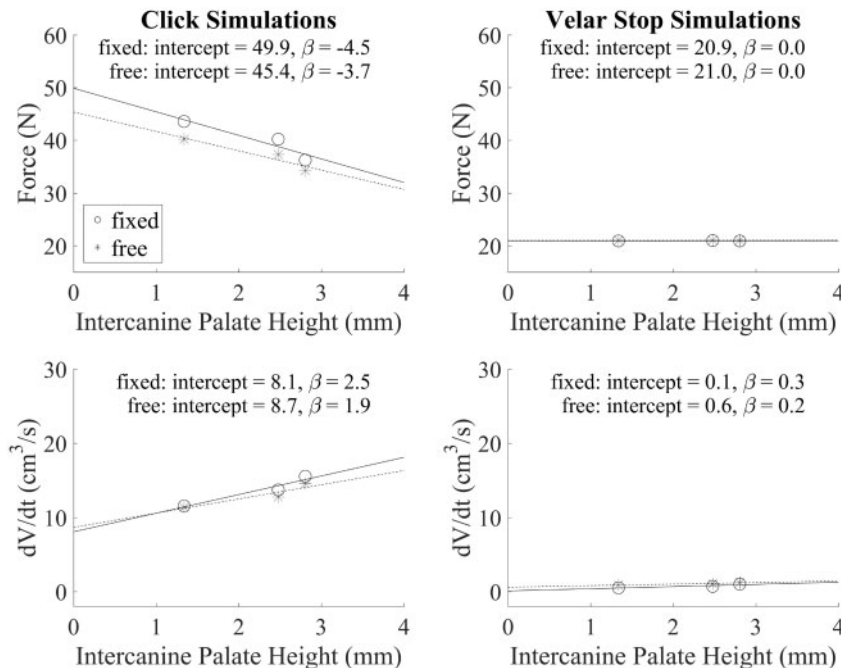 Click Simulations
fixed: intercept = 49.9, β = -4.5
free: intercept = 45.4, β = -3.7
60
50
40
30
20
Force (N)
fixed
free
0 1 2 3 4
Intercanine Palate Height (mm)
Velar Stop Simulations
fixed: intercept = 20.9, β = 0.0
free: intercept = 21.0, β = 0.0
60
50
40
30
20
Force (N)
0 1 2 3 4
Intercanine Palate Height (mm)
fixed: intercept = 8.1, β = 2.5
free: intercept = 8.7, β = 1.9
30
20
10
0
dV/dt (cm³/s)
0 1 2 3 4
Intercanine Palate Height (mm)
fixed: intercept = 0.1, β = 0.3
free: intercept = 0.6, β = 0.2
30
20
10
0
dV/dt (cm³/s)
0 1 2 3 4
Intercanine Palate Height (mm)